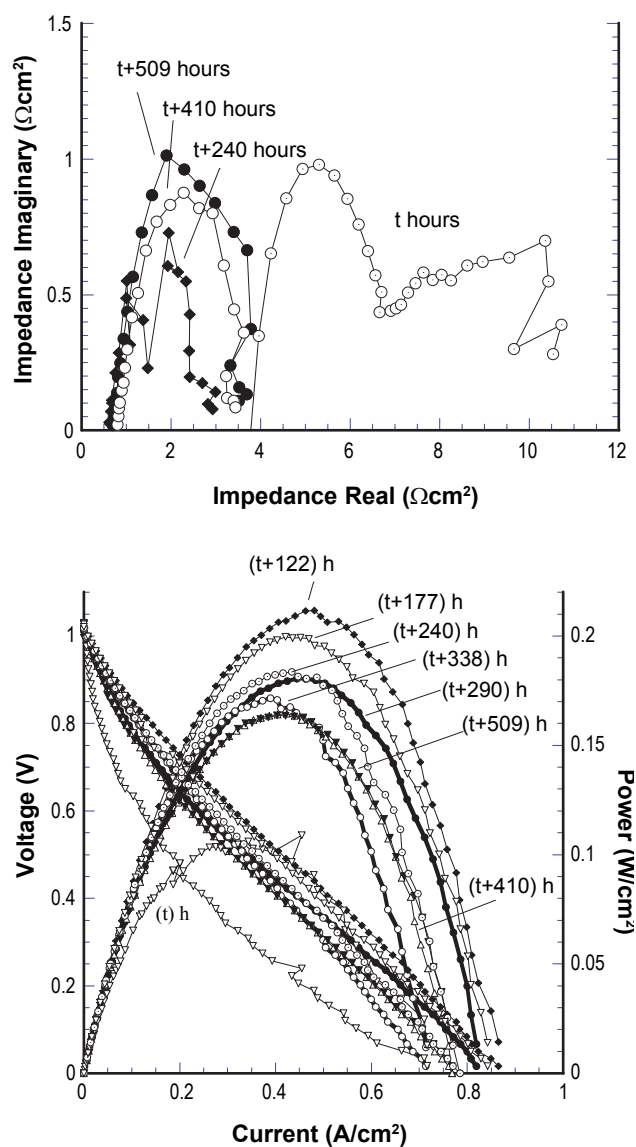 1.5
1
0.5
0
0
2
4
6
8
10
12
Impedance Imaginary (Ωcm²)
t+509 hours
t+410 hours
t+240 hours
t hours
Impedance Real (Ωcm²)
(t+122) h
(t+177) h
(t+240) h
(t+338) h
(t+290) h
(t+509) h
(t+410) h
(t) h
1
0.8
0.6
0.4
0.2
0
Voltage (V)
0.2
0.15
0.1
0.05
0
Power (W/cm²)
0
0.2
0.4
0.6
0.8
1
Current (A/cm²)